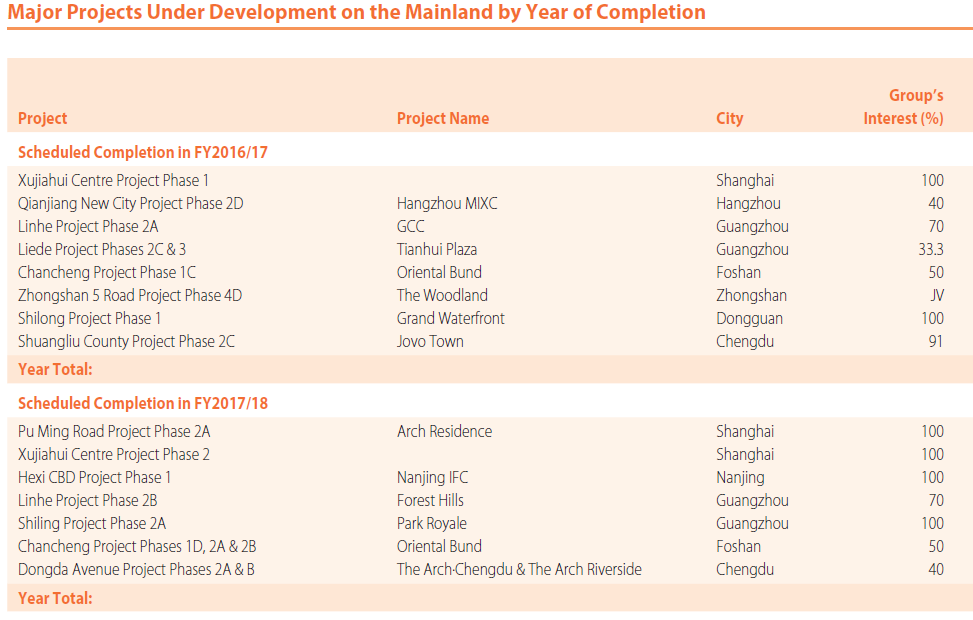 Major Projects Under Development on the Mainland by Year of Completion
Group's
Project Project Name City Interest (%)
Scheduled Completion in FY2016/17
Xujiahui Centre Project Phase 1 Shanghai 100
Qianjiang New City Project Phase 2D Hangzhou MIXC Hangzhou 40
Linhe Project Phase 2A GCC Guangzhou 70
Liede Project Phases 2C & 3 Tianhui Plaza Guangzhou 33.3
Chancheng Project Phase 1C Oriental Bund Foshan 50
Zhongshan 5 Road Project Phase 4D The Woodland Zhongshan JV
Shilong Project Phase 1 Grand Waterfront Dongguan 100
Shuangliu County Project Phase 2C Jovo Town Chengdu 91
Year Total:
Scheduled Completion in FY2017/18
Pu Ming Road Project Phase 2A Arch Residence Shanghai 100
Xujiahui Centre Project Phase 2 Shanghai 100
Hexi CBD Project Phase 1 Nanjing IFC Nanjing 100
Linhe Project Phase 2B Forest Hills Guangzhou 70
Shiling Project Phase 2A Park Royale Guangzhou 100
Chancheng Project Phases 1D, 2A & 2B Oriental Bund Foshan 50
Dongda Avenue Project Phases 2A & B The Arch·Chengdu & The Arch Riverside Chengdu 40
Year Total: